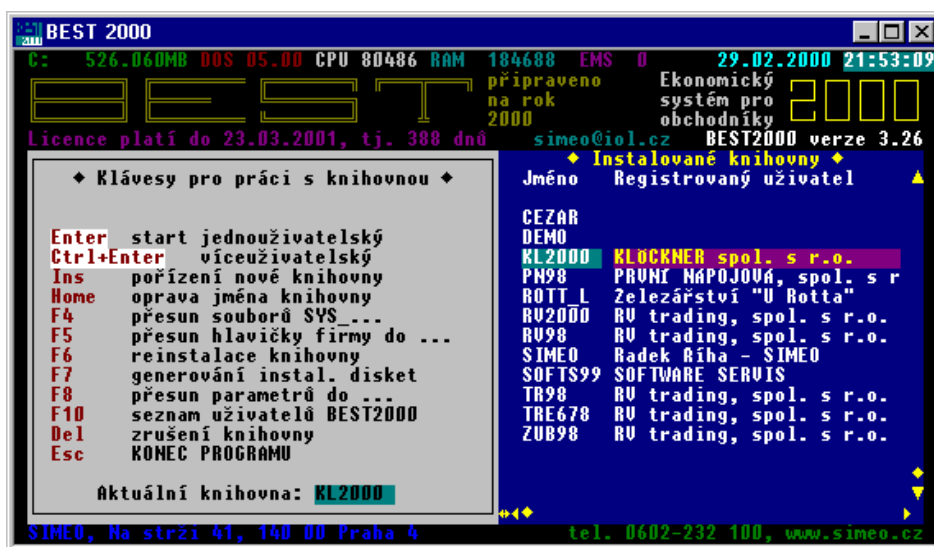 BEST 2000
C: 526.060MB DOS 05.00 CPU 80486 RAM 184688 EMS 0 29.02.2000 21:53:09
BEST připraveno na rok 2000 Ekonomický systém pro obchodníky 2000
Licence platí do 23.03.2001, tj. 388 dnů simeo@iol.cz BEST2000 verze 3.26
◆ Klávesy pro práci s knihovnou ◆
Enter start jednouživatelský
Ctrl+Enter víceuživatelský
Ins pořízení nové knihovny
Home oprava jména knihovny
F4 přesun souborů SYS_...
F5 přesun hlavičky firmy do ...
F6 reinstalace knihovny
F7 generování instal. disket
F8 přesun parametrů do ...
F10 seznam uživatelů BEST2000
Del zrušení knihovny
Esc KONEC PROGRAMU
Aktuální knihovna: KL2000
◆ Instalované knihovny ◆
Jméno Registrovaný uživatel
CEZAR
DEMO
KL2000 KLÖCKNER spol. s r.o.
PN98 PRVNÍ NÁPOJOVÁ, spol. s r
ROTT_L Železářství "U Rotta"
RV2000 RV trading, spol. s r.o.
RV98 RV trading, spol. s r.o.
SIMEO Radek Říha - SIMEO
SOFTS99 SOFTWARE SERVIS
TR98 RV trading, spol. s r.o.
TRE678 RV trading, spol. s r.o.
ZUB98 RV trading, spol. s r.o.
SIMEO, Na strži 41, 140 00 Praha 4 tel. 0602-232 100, www.simeo.cz